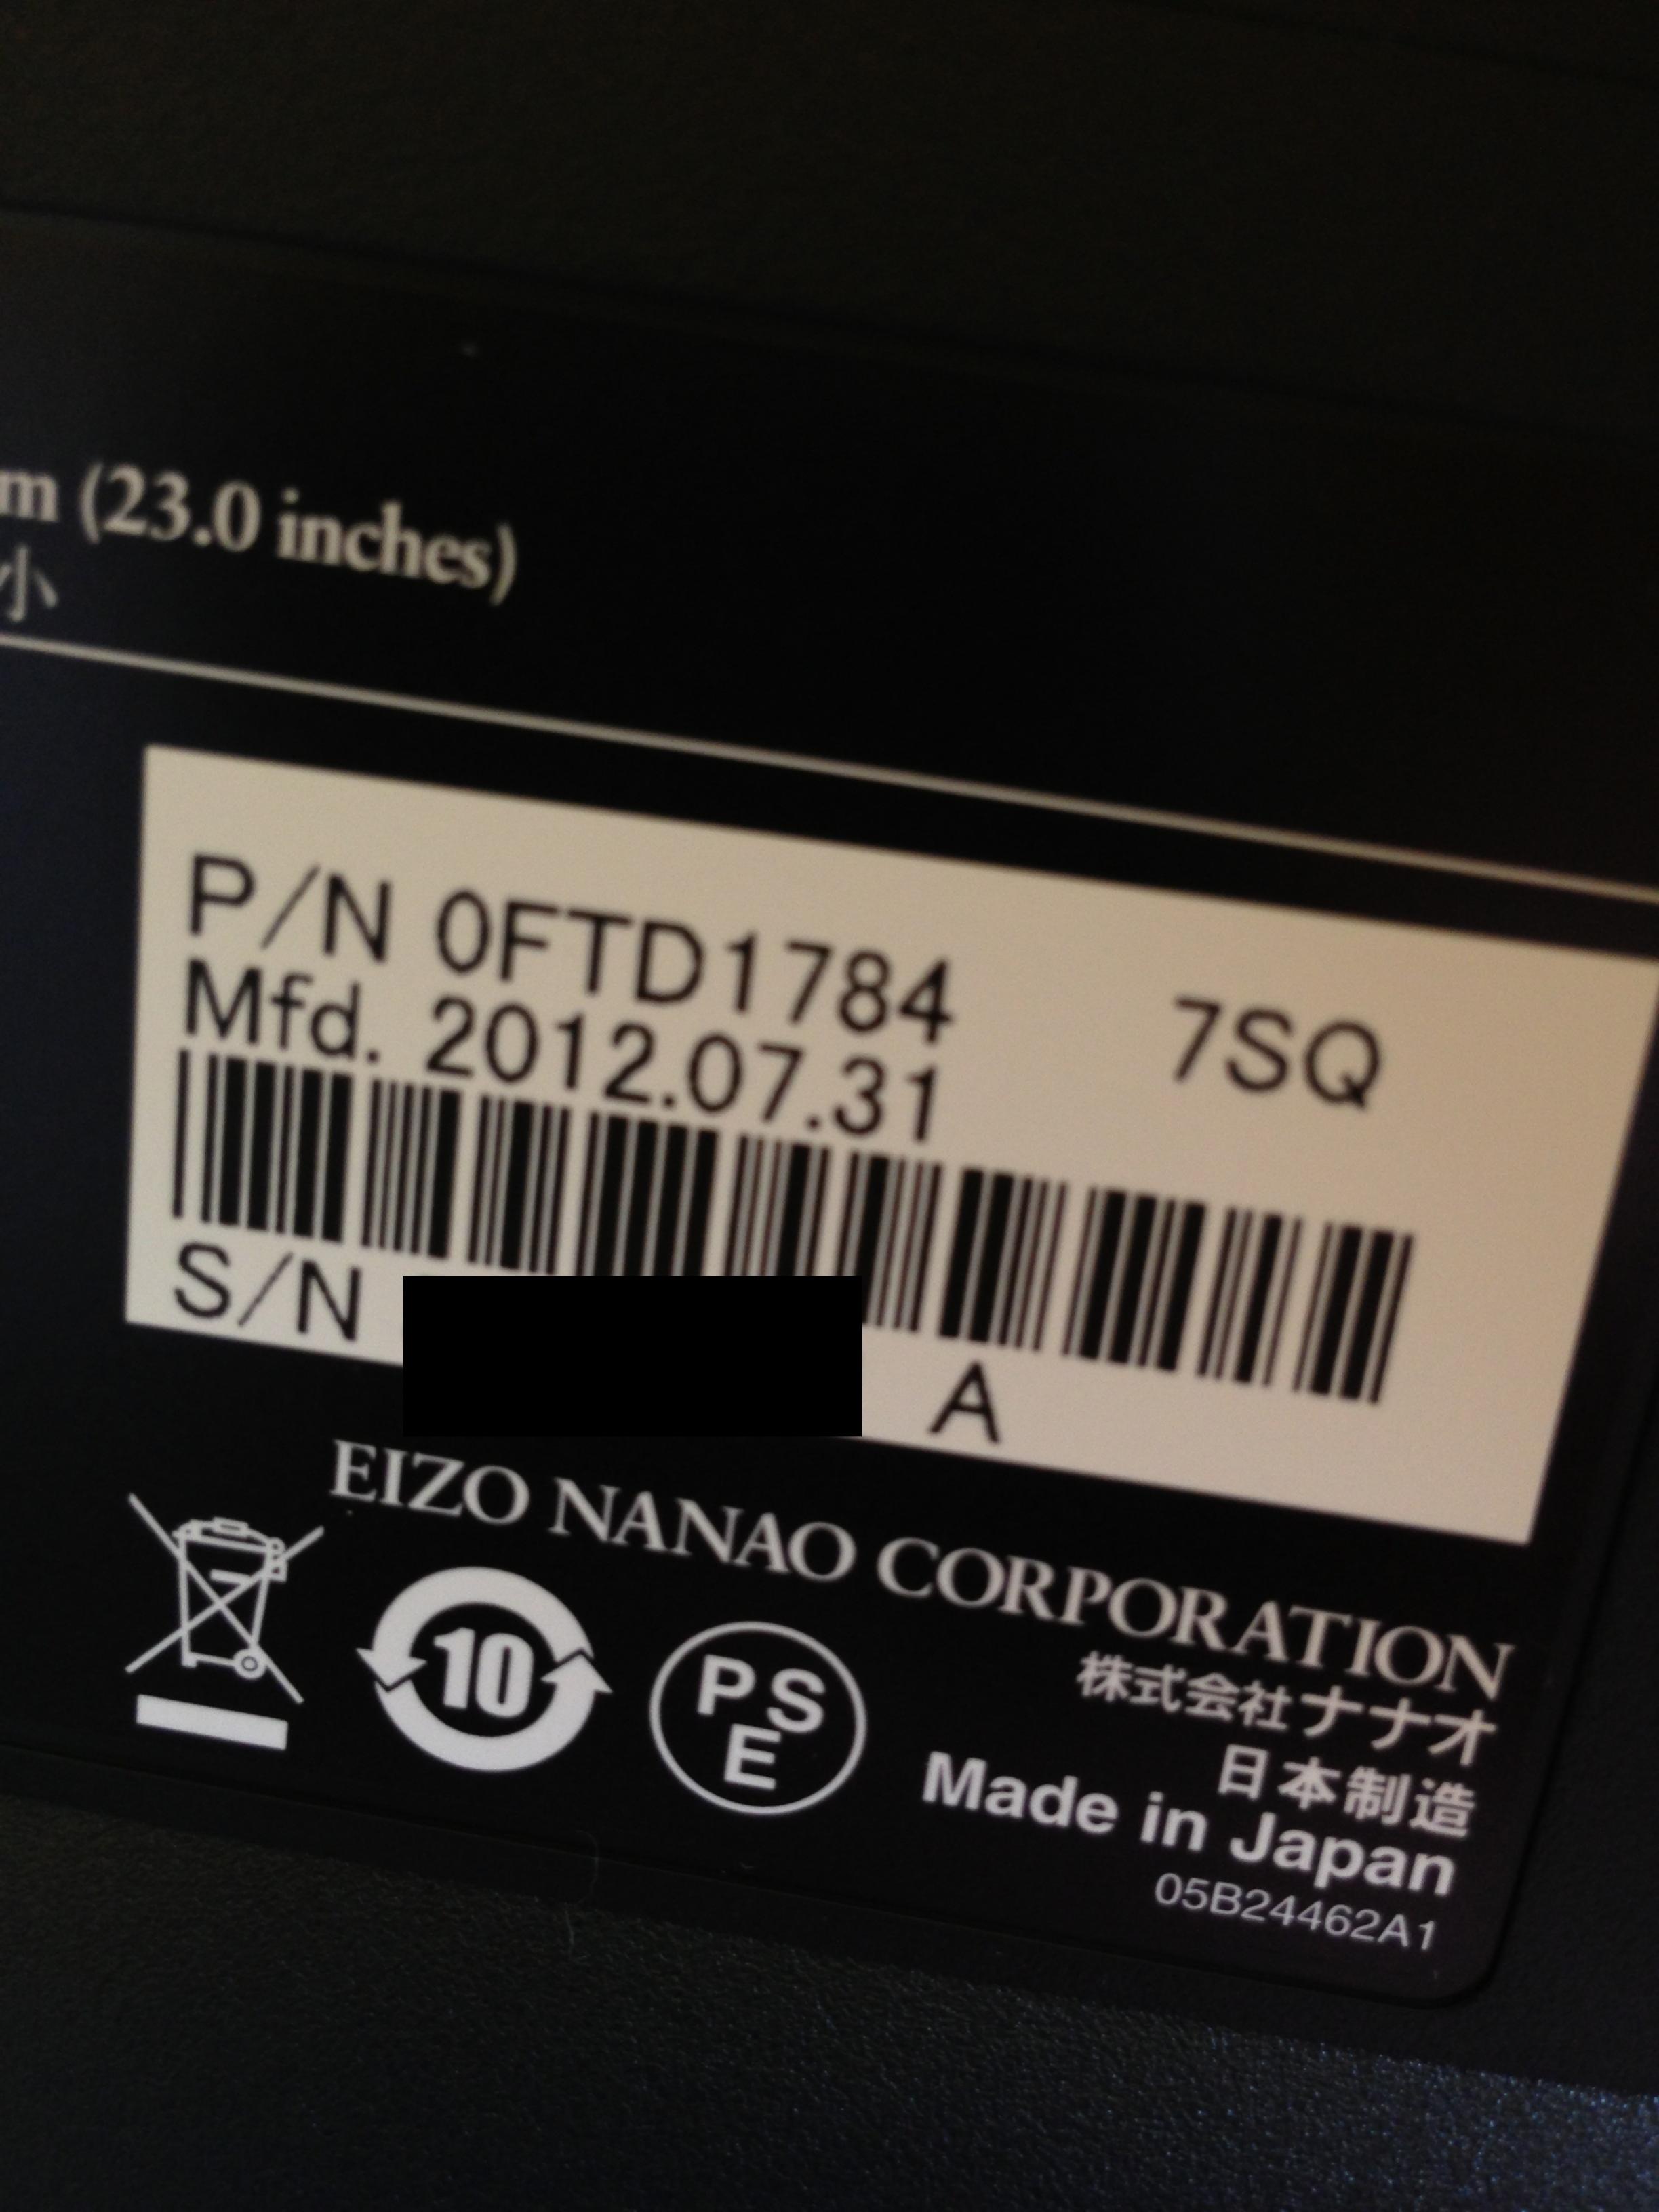 m (23.0 inches)
小
P/N 0FTD1784 7SQ
Mfd. 2012.07.31
S/N A
EIZO NANAO CORPORATION
株式会社ナナオ
日本制造
Made in Japan
05B24462A1
10
PSE